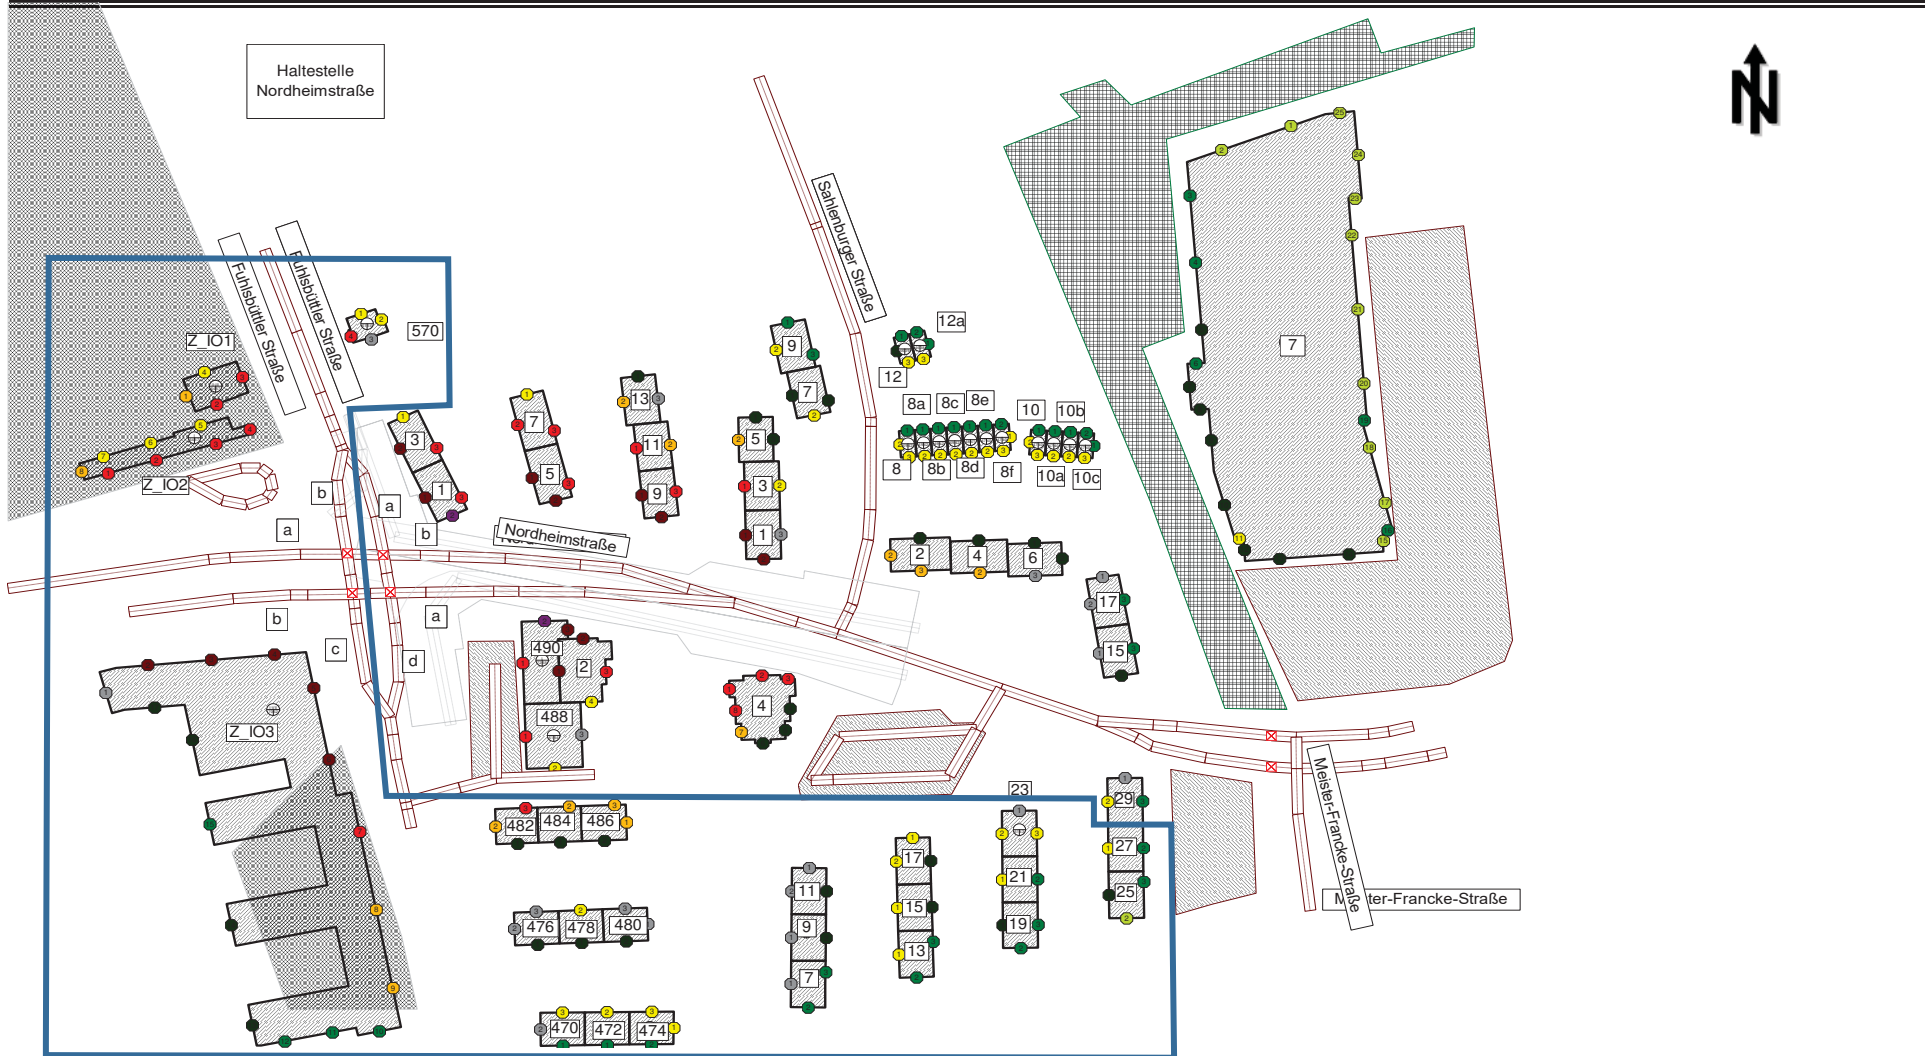 Haltestelle
Nordheimstraße
N
Sahlenburger Straße
Fuhlsbüttler Straße
Fuhlsbüttler Straße
570
Z_IO1
Z_IO2
12a
12
9
7
7
13
11
9
5
3
1
7
5
3
1
8a
8c
8e
10
10b
8
8b
8d
8f
10a
10c
b
a
a
b
Nordheimstraße
2
4
6
17
15
b
a
c
d
490
2
488
4
Z_IO3
482
484
486
23
29
27
25
17
15
13
21
19
11
9
7
476
478
480
470
472
474
Meister-Francke-Straße
Meister-Francke-Straße